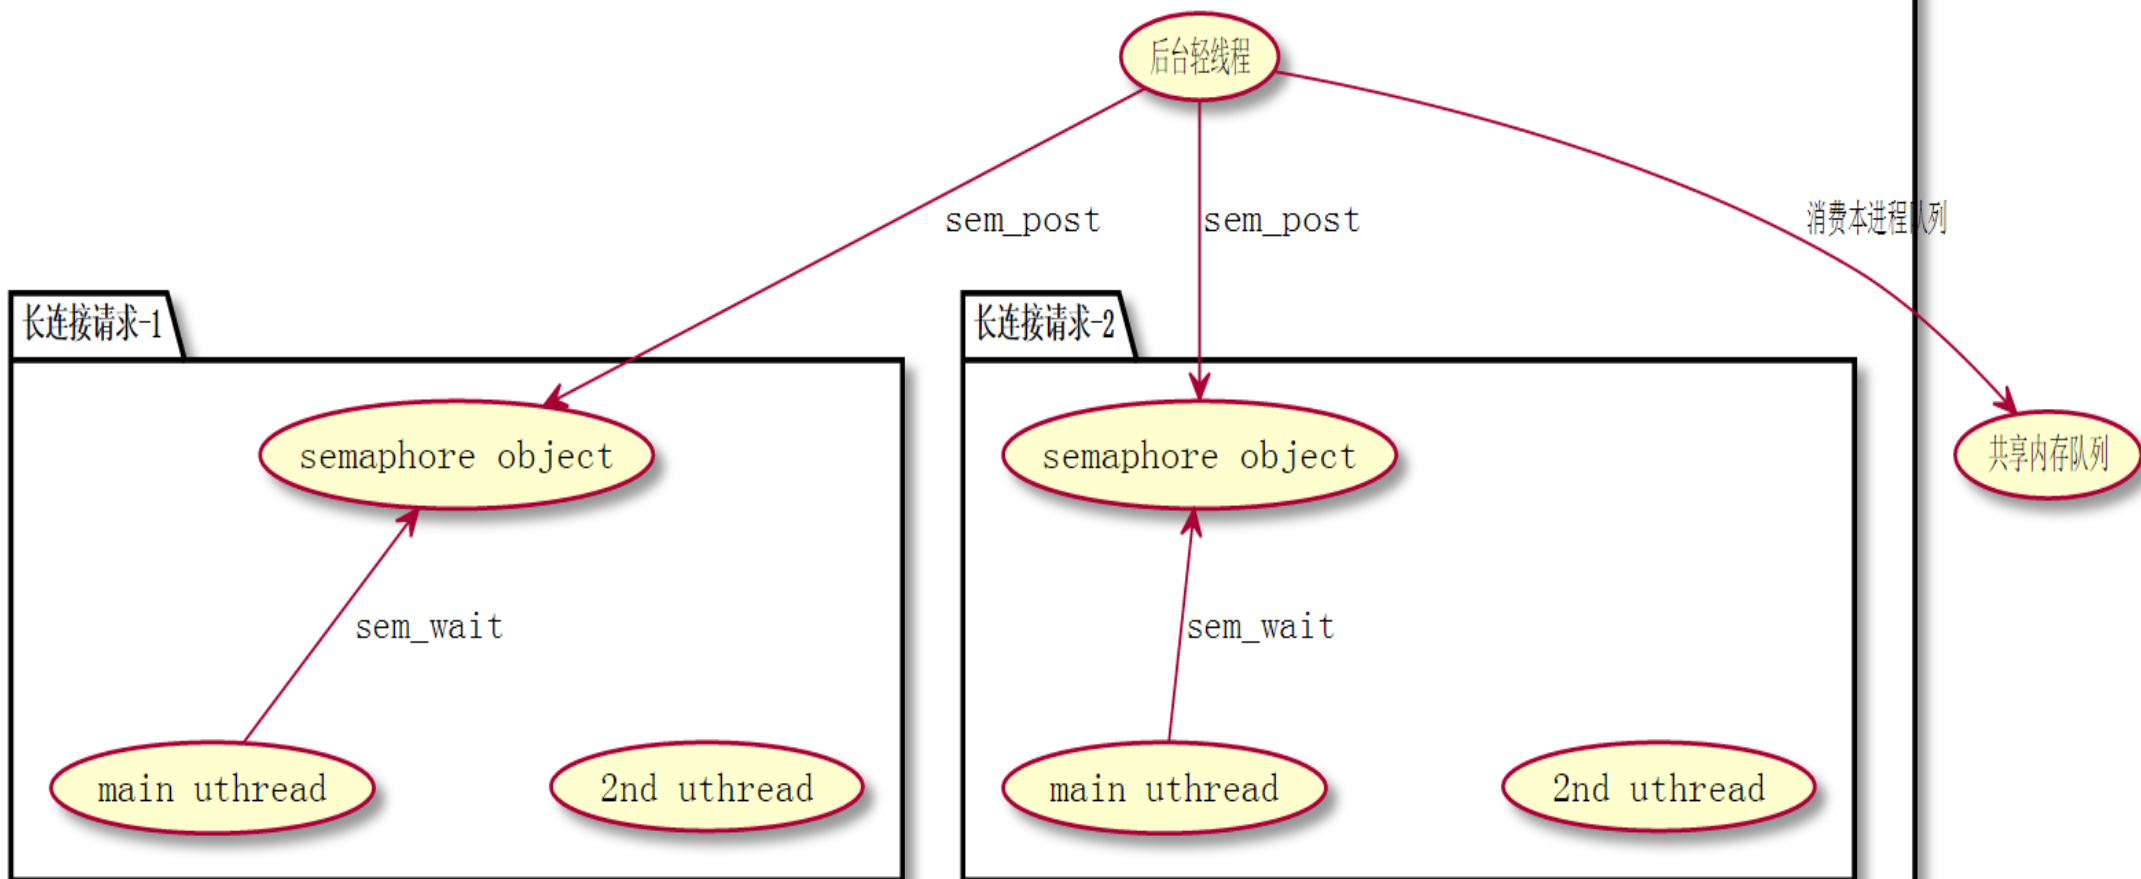 后台轻线程
sem_post
sem_post
消费本进程队列
长连接请求-1
长连接请求-2
semaphore object
semaphore object
共享内存队列
sem_wait
sem_wait
main uthread
2nd uthread
main uthread
2nd uthread